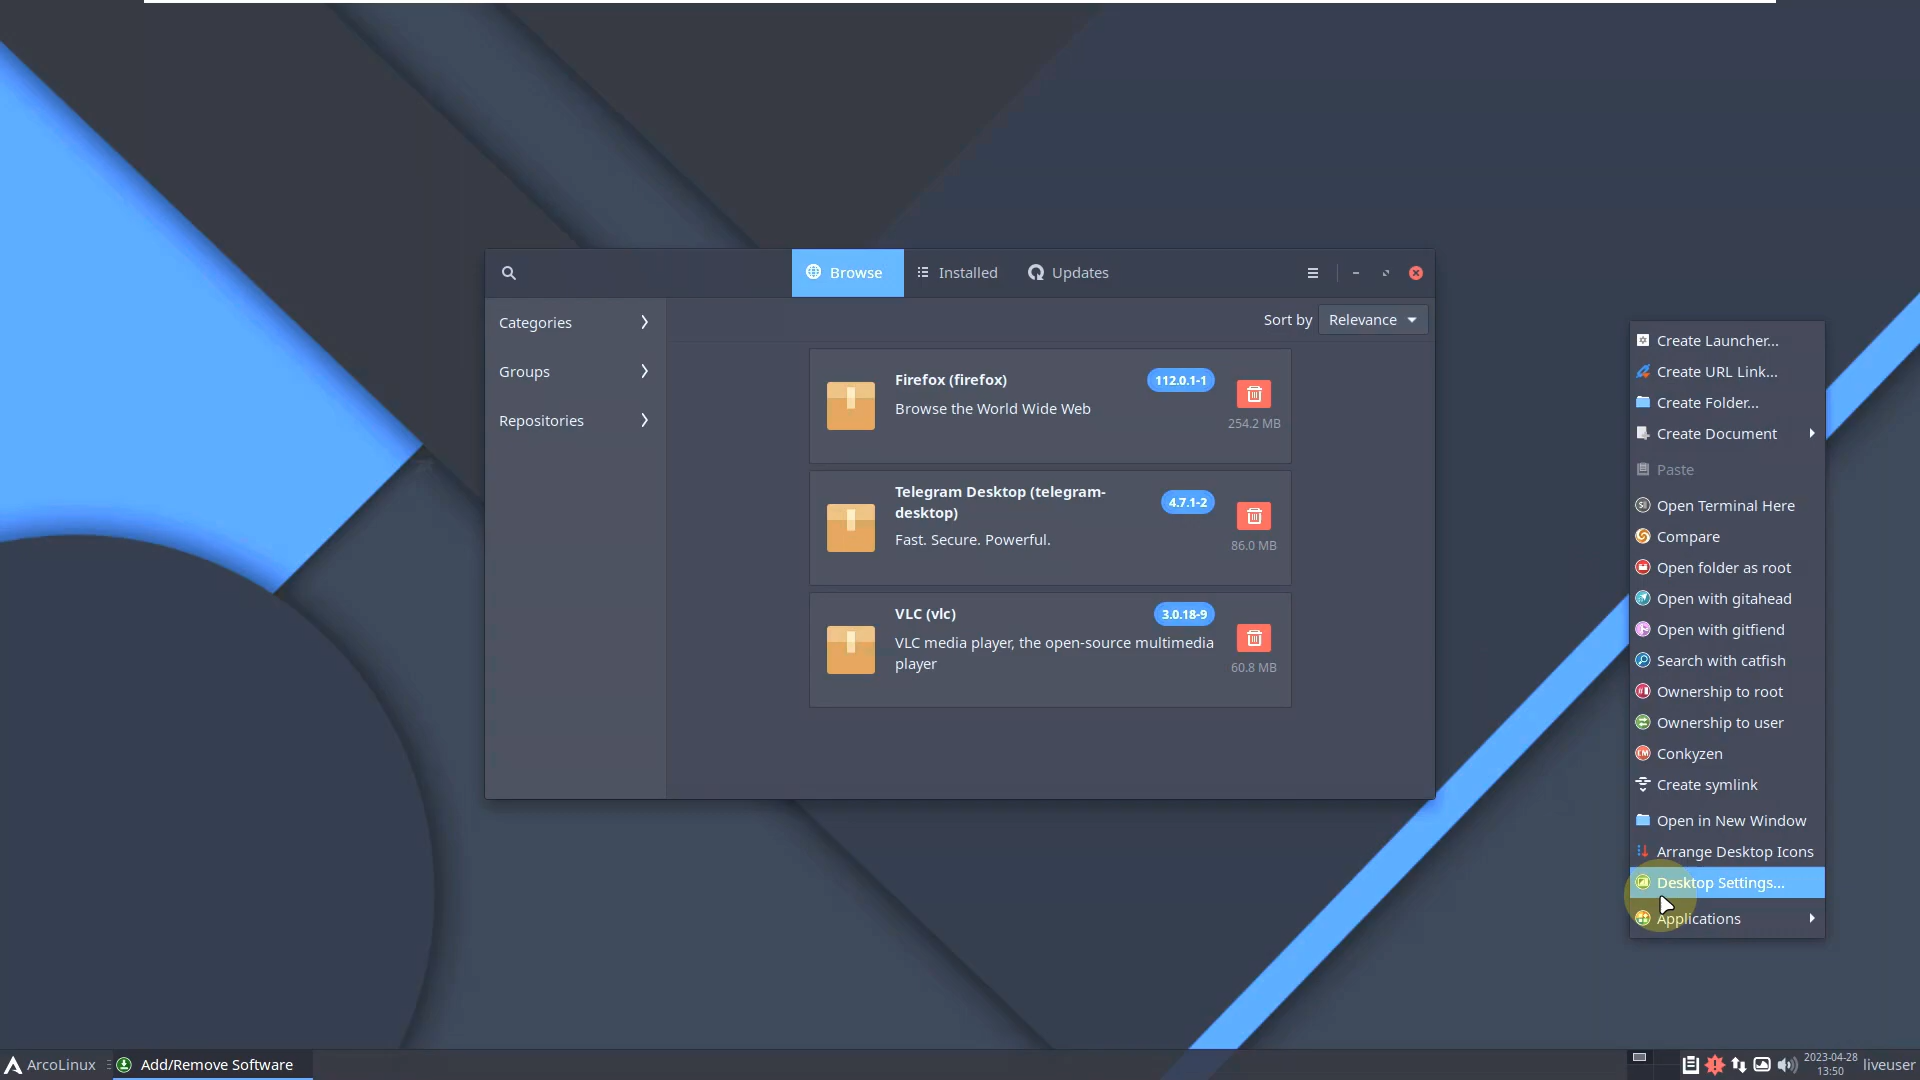 Browse
Installed
Updates
Categories
Groups
Repositories
Sort by
Relevance
Firefox (firefox)
112.0.1-1
Browse the World Wide Web
254.2 MB
Telegram Desktop (telegram-
desktop)
4.7.1-2
Fast. Secure. Powerful.
86.0 MB
VLC (vlc)
3.0.18-9
VLC media player, the open-source multimedia
player
60.8 MB
Create Launcher...
Create URL Link...
Create Folder...
Create Document
Paste
Open Terminal Here
Compare
Open folder as root
Open with gitahead
Open with gitfiend
Search with catfish
Ownership to root
Ownership to user
Conkyzen
Create symlink
Open in New Window
Arrange Desktop Icons
Desktop Settings...
Applications
ArcoLinux
Add/Remove Software
2023-04-28
13:50
liveuser